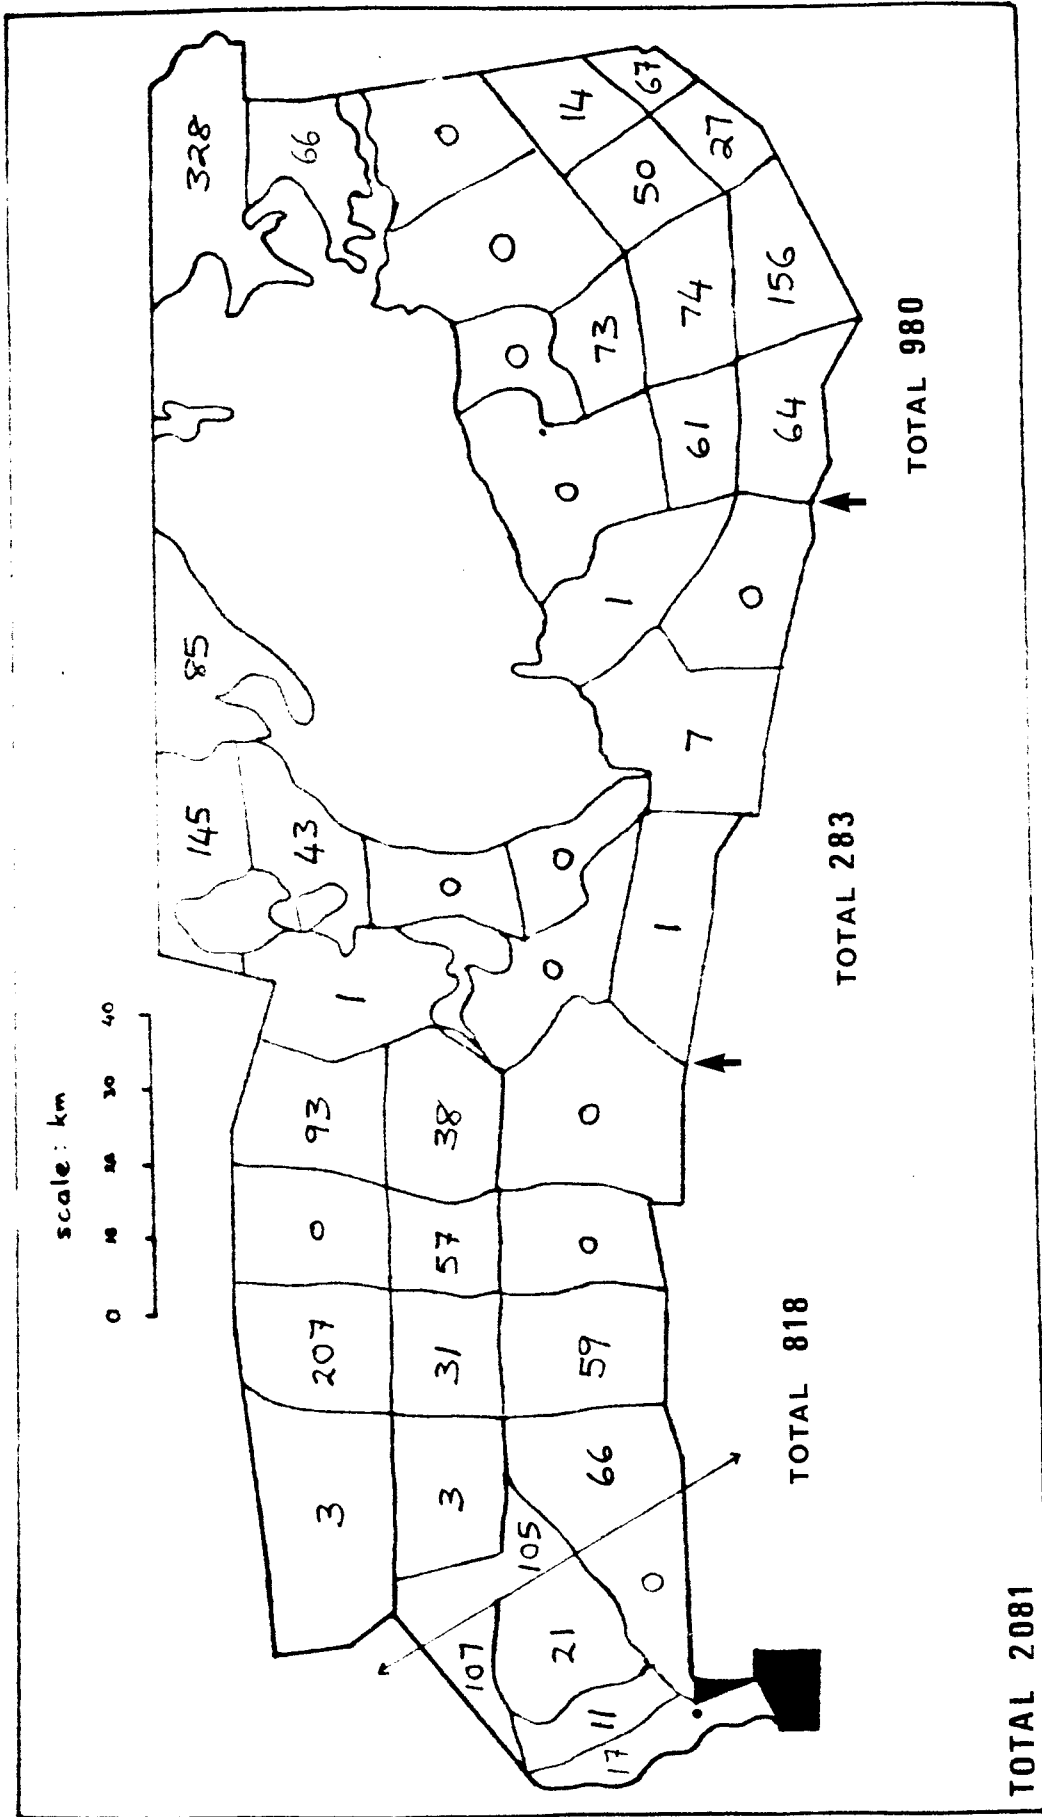 scale: km
0 10 20 30 40
145 85 328
3 207 0 93 1 43 66
107 3 31 57 38 0 0
105 0 0
17 11 21 66 59 0 0 0 0 1 0 73 14
0 1 50 67
7 61 74 27
0 64 156
TOTAL 818
TOTAL 283
TOTAL 980
TOTAL 2081